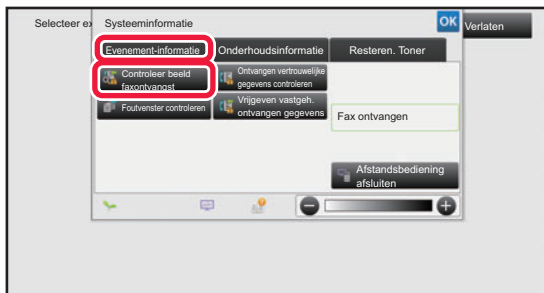 Selecteer ex
Systeeminformatie
OK
Verlaten
Evenement-informatie
Onderhoudsinformatie
Resteren. Toner
Controleer beeld
faxontvangst
Ontvangen vertrouwelijke
gegevens controleren
Foutvenster controleren
Vrijgeven vastgeh.
ontvangen gegevens
Fax ontvangen
Afstandsbediening
afsluiten